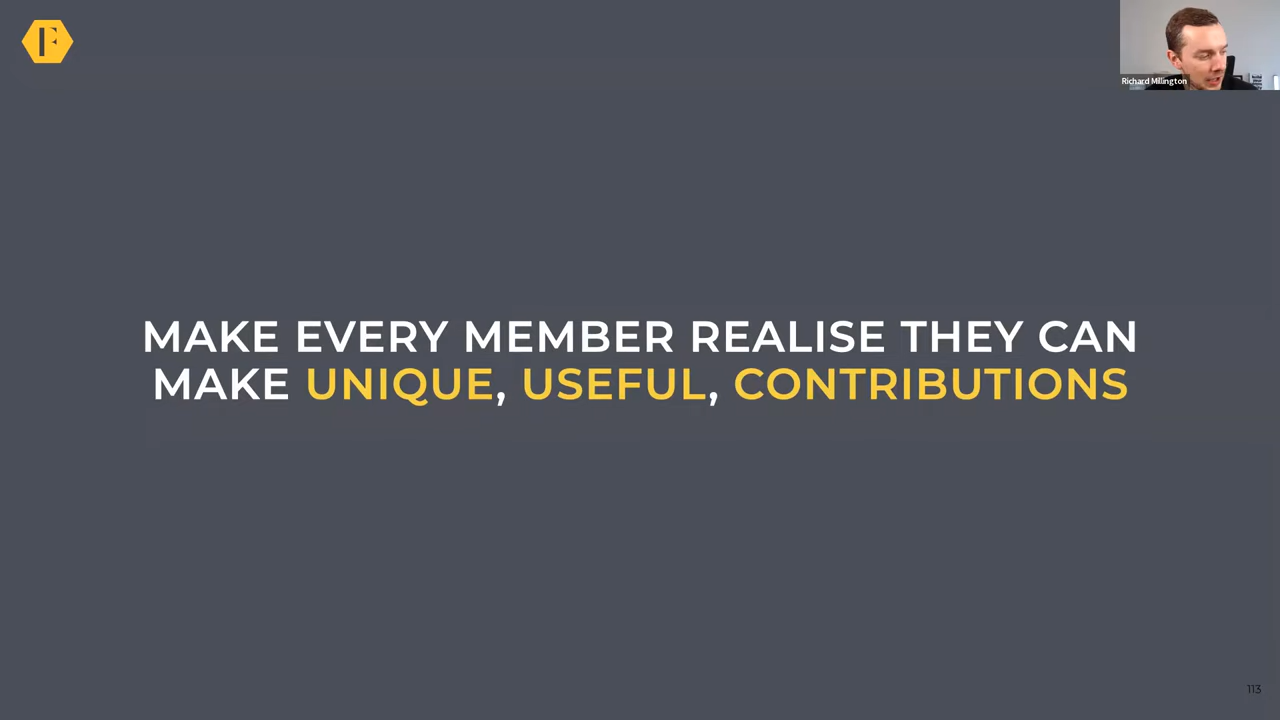 F
Richard Millington
MAKE EVERY MEMBER REALISE THEY CAN
MAKE UNIQUE, USEFUL, CONTRIBUTIONS
113